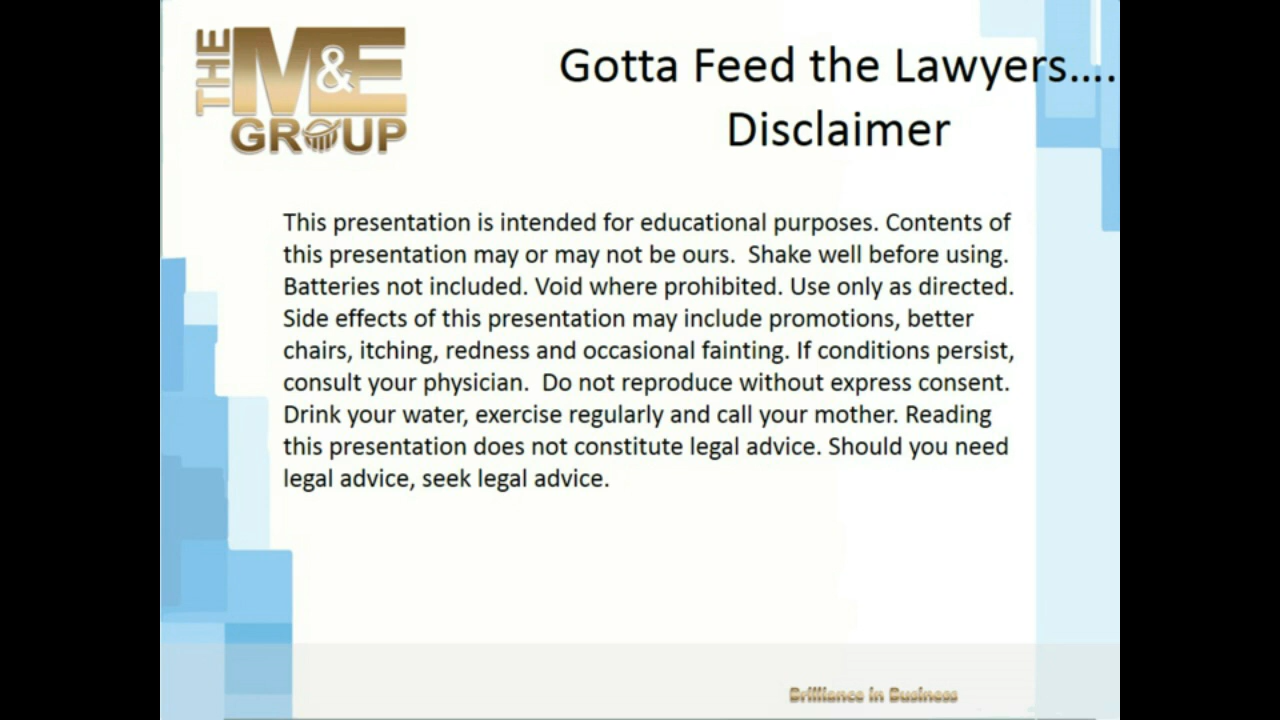 THE M&E GROUP
Gotta Feed the Lawyers....
Disclaimer
This presentation is intended for educational purposes. Contents of
this presentation may or may not be ours.  Shake well before using.
Batteries not included. Void where prohibited. Use only as directed.
Side effects of this presentation may include promotions, better
chairs, itching, redness and occasional fainting. If conditions persist,
consult your physician.  Do not reproduce without express consent.
Drink your water, exercise regularly and call your mother. Reading
this presentation does not constitute legal advice. Should you need
legal advice, seek legal advice.
Brilliance in Business